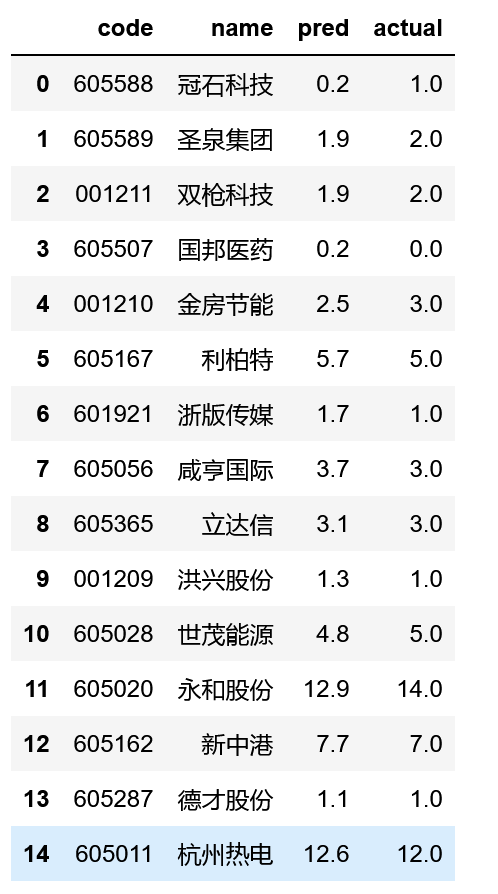 code name pred actual
0 605588 冠石科技 0.2 1.0
1 605589 圣泉集团 1.9 2.0
2 001211 双枪科技 1.9 2.0
3 605507 国邦医药 0.2 0.0
4 001210 金房节能 2.5 3.0
5 605167 利柏特 5.7 5.0
6 601921 浙版传媒 1.7 1.0
7 605056 咸亨国际 3.7 3.0
8 605365 立达信 3.1 3.0
9 001209 洪兴股份 1.3 1.0
10 605028 世茂能源 4.8 5.0
11 605020 永和股份 12.9 14.0
12 605162 新中港 7.7 7.0
13 605287 德才股份 1.1 1.0
14 605011 杭州热电 12.6 12.0